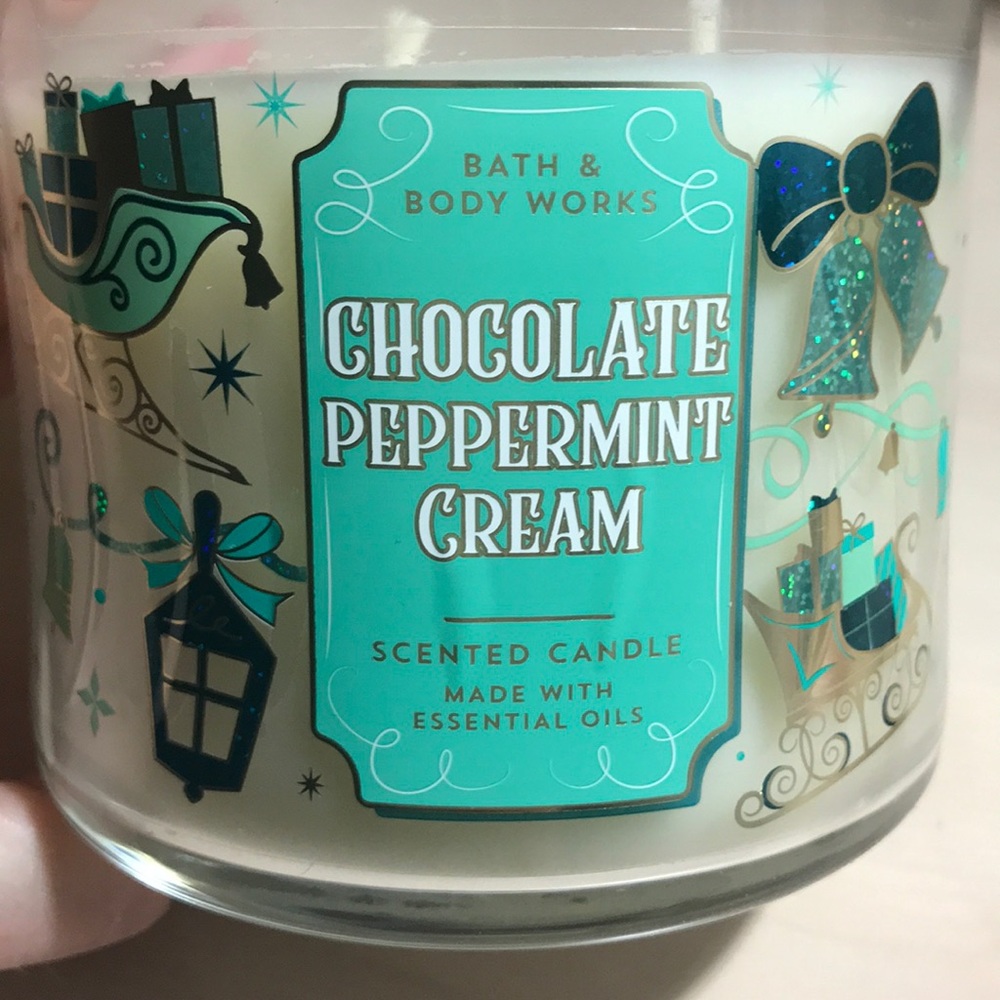 BATH &
BODY WORKS
CHOCOLATE
PEPPERMINT
CREAM
SCENTED CANDLE
MADE WITH
ESSENTIAL OILS